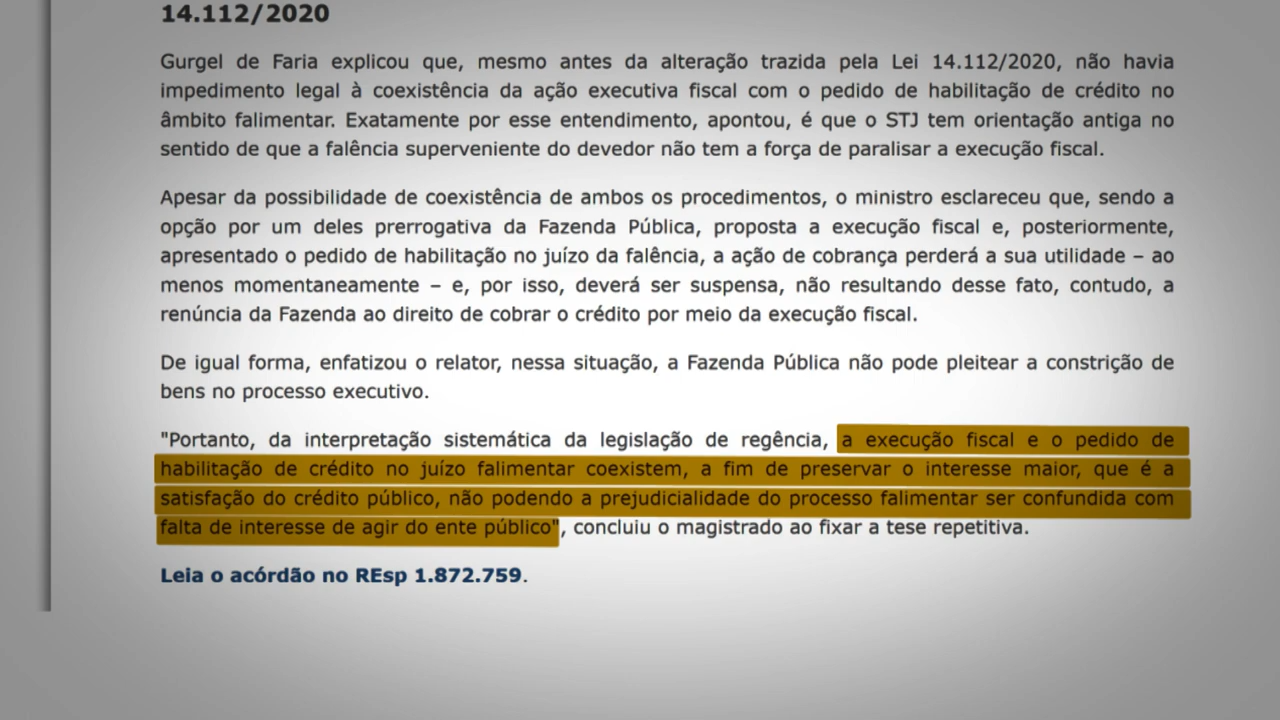 14.112/2020
Gurgel de Faria explicou que, mesmo antes da alteração trazida pela Lei 14.112/2020, não havia
impedimento legal à coexistência da ação executiva fiscal com o pedido de habilitação de crédito no
âmbito falimentar. Exatamente por esse entendimento, apontou, é que o STJ tem orientação antiga no
sentido de que a falência superveniente do devedor não tem a força de paralisar a execução fiscal.
Apesar da possibilidade de coexistência de ambos os procedimentos, o ministro esclareceu que, sendo a
opção por um deles prerrogativa da Fazenda Pública, proposta a execução fiscal e, posteriormente,
apresentado o pedido de habilitação no juízo da falência, a ação de cobrança perderá a sua utilidade – ao
menos momentaneamente – e, por isso, deverá ser suspensa, não resultando desse fato, contudo, a
renúncia da Fazenda ao direito de cobrar o crédito por meio da execução fiscal.
De igual forma, enfatizou o relator, nessa situação, a Fazenda Pública não pode pleitear a constrição de
bens no processo executivo.
"Portanto, da interpretação sistemática da legislação de regência, a execução fiscal e o pedido de
habilitação de crédito no juízo falimentar coexistem, a fim de preservar o interesse maior, que é a
satisfação do crédito público, não podendo a prejudicialidade do processo falimentar ser confundida com
falta de interesse de agir do ente público", concluiu o magistrado ao fixar a tese repetitiva.
Leia o acórdão no REsp 1.872.759.